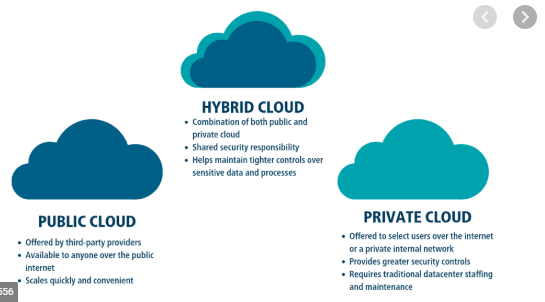 HYBRID CLOUD
• Combination of both public and
private cloud
• Shared security responsibility
• Helps maintain tighter controls over
sensitive data and processes
PUBLIC CLOUD
• Offered by third-party providers
• Available to anyone over the public
internet
• Scales quickly and convenient
PRIVATE CLOUD
• Offered to select users over the internet
or a private internal network
• Provides greater security controls
• Requires traditional datacenter staffing
and maintenance
556